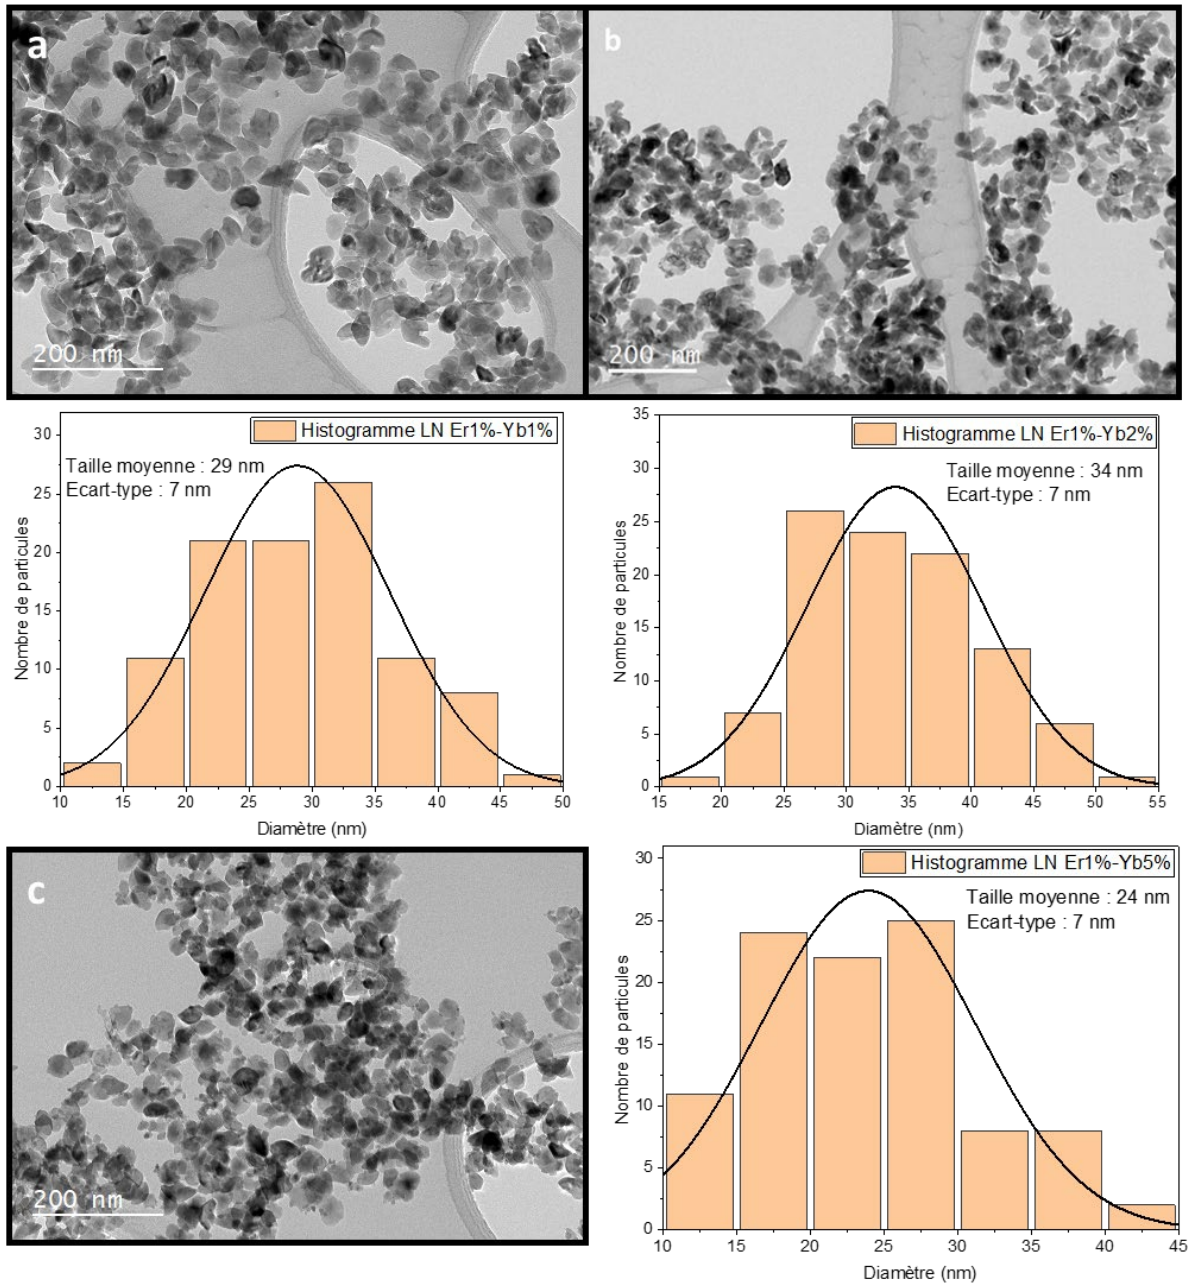 a
b
200 nm
200 nm
Histogramme LN Er1%-Yb1%
Taille moyenne : 29 nm
Ecart-type : 7 nm
Nombre de particules
30
25
20
15
10
5
0
10 15 20 25 30 35 40 45 50
Diamètre (nm)
Histogramme LN Er1%-Yb2%
Taille moyenne : 34 nm
Ecart-type : 7 nm
Nombre de particules
35
30
25
20
15
10
5
0
15 20 25 30 35 40 45 50 55
Diamètre (nm)
c
200 nm
Histogramme LN Er1%-Yb5%
Taille moyenne : 24 nm
Ecart-type : 7 nm
Nombre de particules
30
25
20
15
10
5
0
10 15 20 25 30 35 40 45
Diamètre (nm)